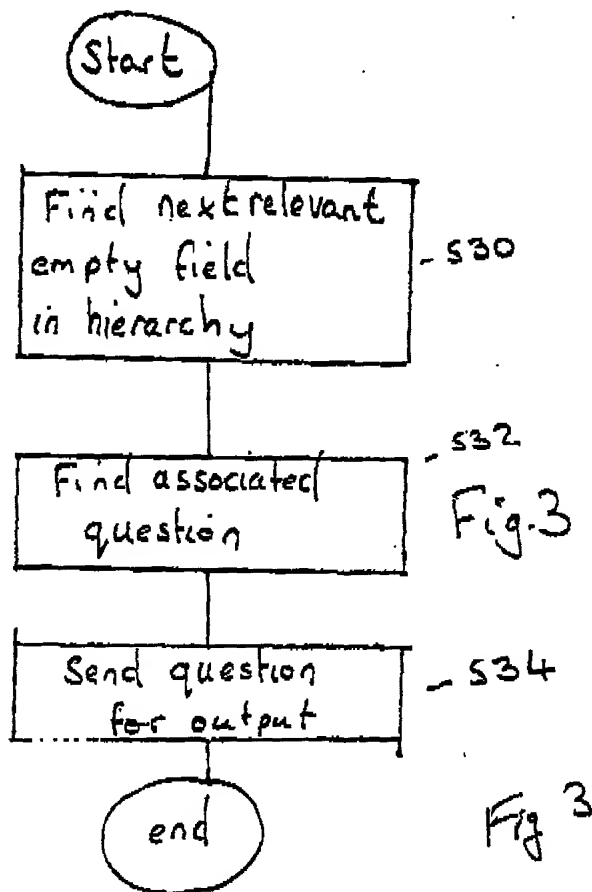 Start
Find next relevant
empty field
in hierarchy
- S30
- S32
Find associated
question
Fig.3
Send question
for output
- S34
end
Fig 3